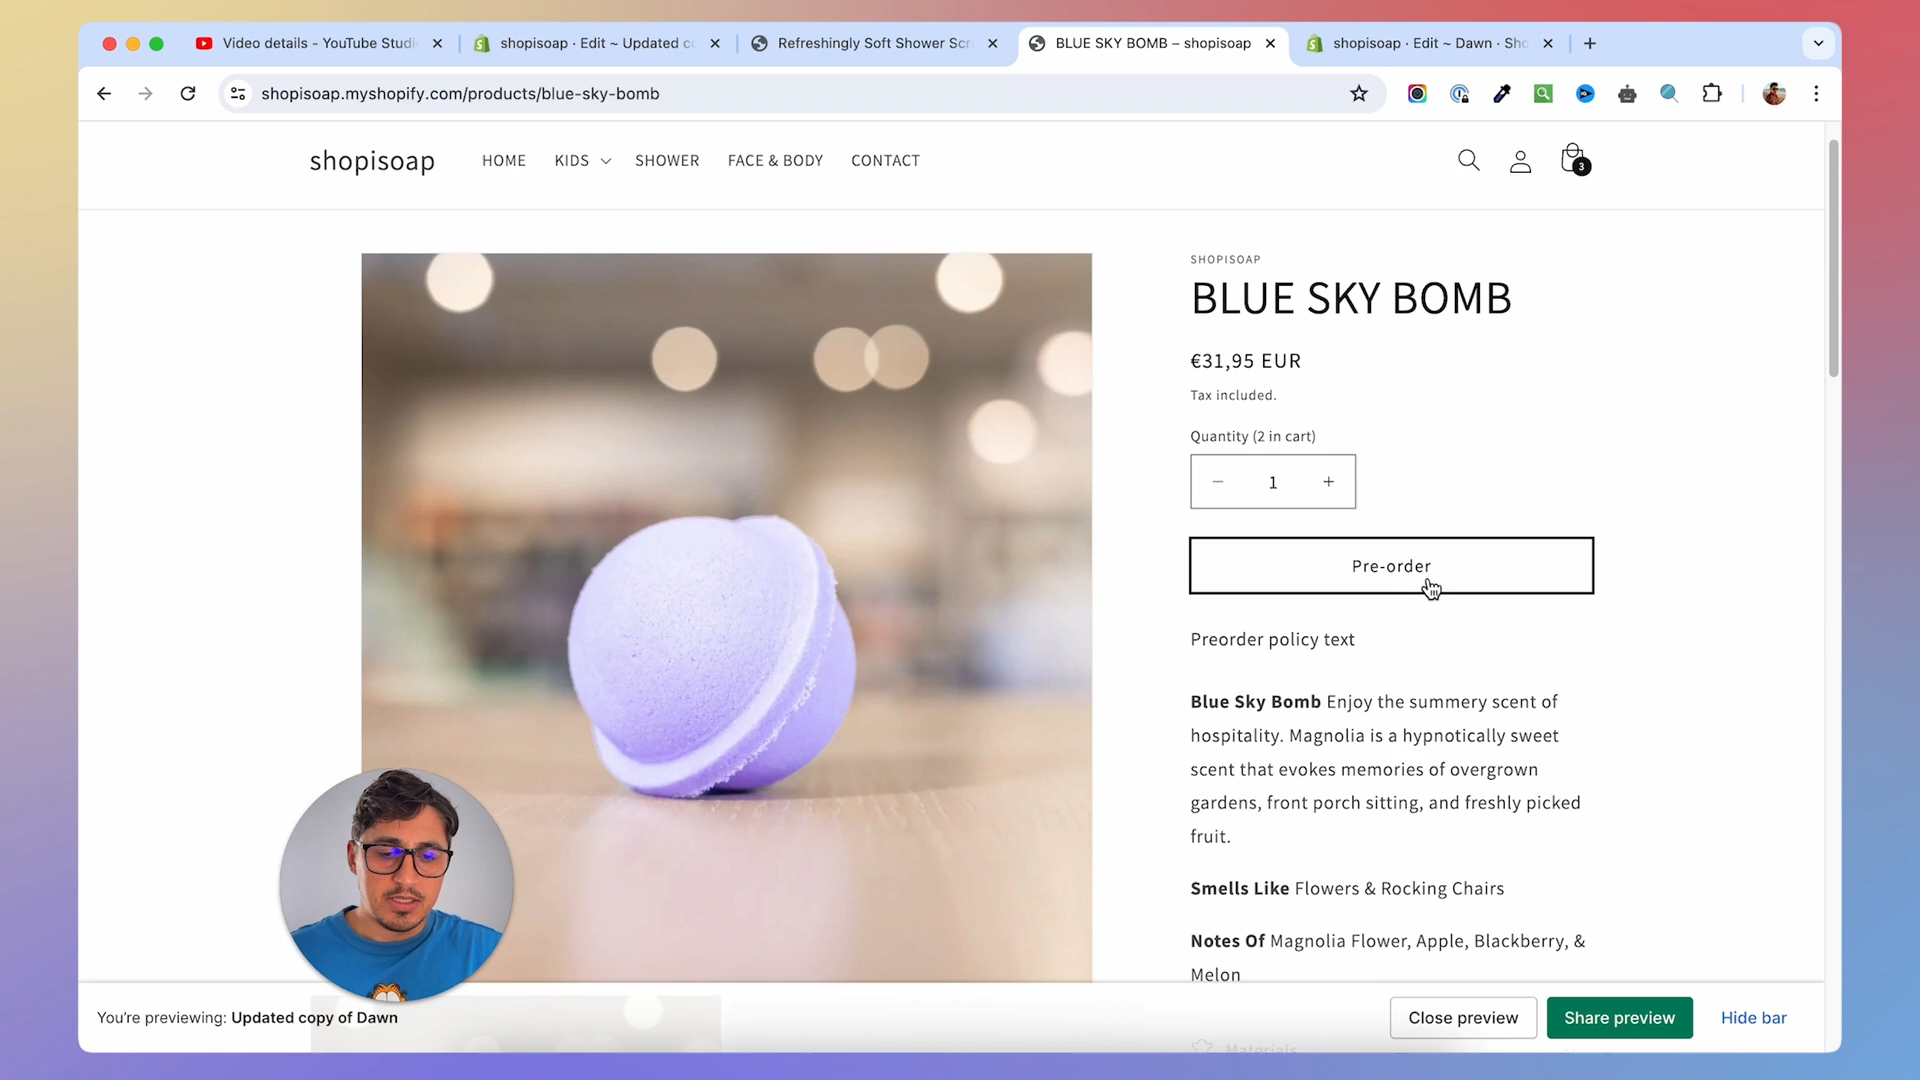 Video details - YouTube Studi
shopisoap · Edit ~ Updated co
Refreshingly Soft Shower Scr
BLUE SKY BOMB – shopisoap
shopisoap · Edit ~ Dawn · Sho
shopisoap.myshopify.com/products/blue-sky-bomb
shopisoap
HOME
KIDS
SHOWER
FACE & BODY
CONTACT
3
SHOPISOAP
BLUE SKY BOMB
€31,95 EUR
Tax included.
Quantity (2 in cart)
− 1 +
Pre-order
Preorder policy text
Blue Sky Bomb Enjoy the summery scent of
hospitality. Magnolia is a hypnotically sweet
scent that evokes memories of overgrown
gardens, front porch sitting, and freshly picked
fruit.
Smells Like Flowers & Rocking Chairs
Notes Of Magnolia Flower, Apple, Blackberry, &
Melon
Materials
You're previewing: Updated copy of Dawn
Close preview
Share preview
Hide bar